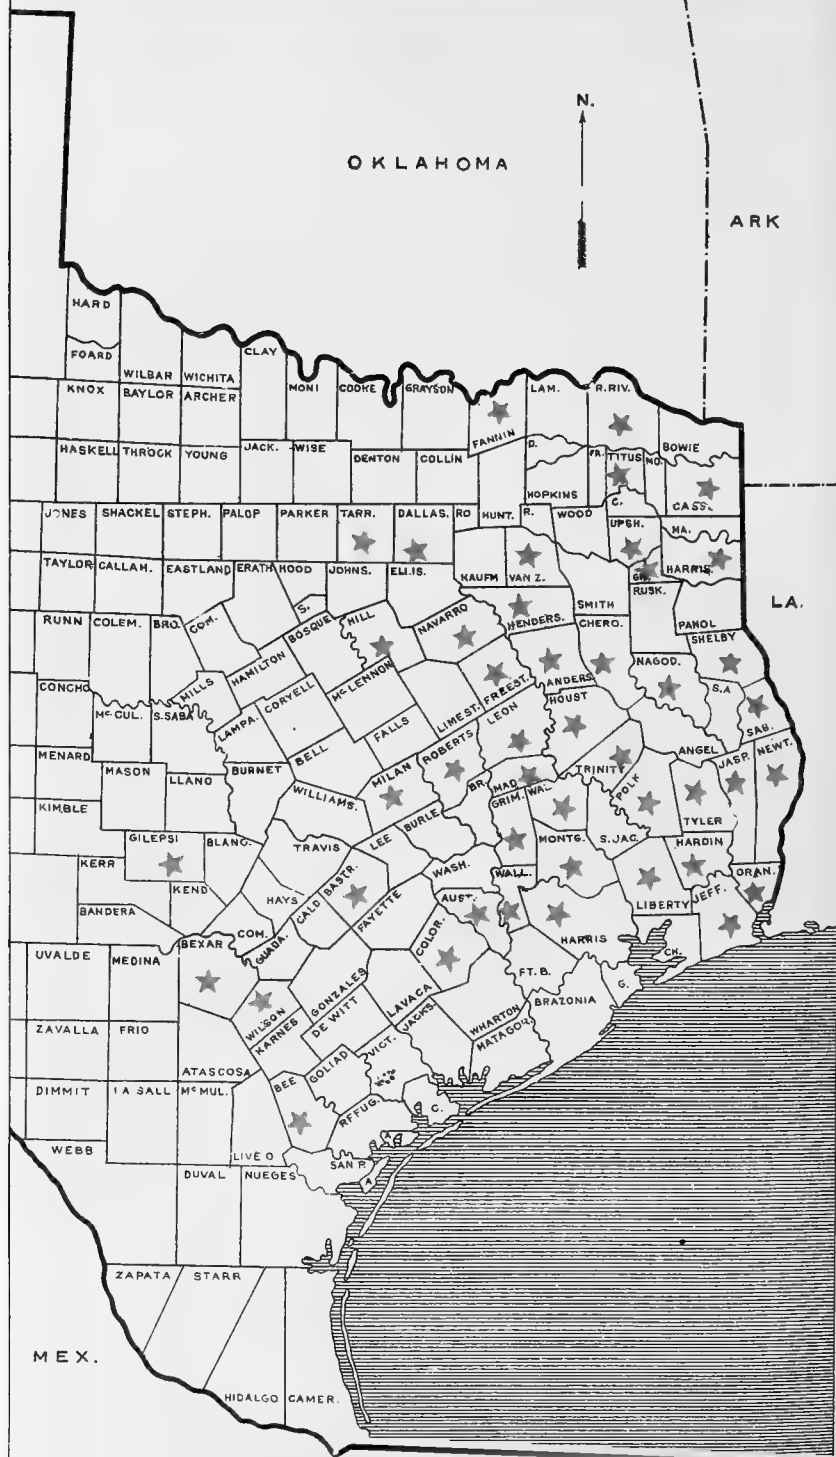 N.
OKLAHOMA
ARK
HARD
FOARD
WILBAR
WICHITA
CLAY
MONT
COOKE
GRAYSON
FANNIN
LAM.
R.RIV.
BOWIE
KNOX
BAYLOR
ARCHER
HASKELL
THROCK
YOUNG
JACK.
WISE
DENTON
COLLIN
D.
HOPKINS
FR.
TITUS
MO.
CASS.
JONES
SHACKEL
STEPH.
PALOP
PARKER
TARR.
DALLAS.
RO
HUNT.
R.
WOOD
C.
UPSH.
MA.
HARRIS.
GR.
LA.
TAYLOR
CALLAH.
EASTLAND
ERATH
HOOD
JOHNS.
ELLIS.
KAUFM
VAN Z.
SMITH
RUSK.
PANOL
RUNN
COLEM.
BRO.
COM.
S.
BOSQUE
HILL
NAVARRO
HENDERS.
CHERO.
SHELBY
CONCHO
MILLS
HAMILTON
McLENNON
LIMEST.
FREEST.
ANDERS.
NAGOD.
S.A
SAB.
McCUL.
S.SABA
LAMPA.
CORYELL
FALLS
LEON
HOUST
MENARD
MASON
LLANO
BURNET
BELL
MILAN
ROBERTS
BR.
MAD
TRINITY
ANGEL
JASP.
NEWT.
KIMBLE
WILLIAMS.
GRIM.
WAL
POLK
TYLER
GILEPSI
BLANC.
TRAVIS
LEE
BURLE
MONTG.
S.JAC.
HARDIN
KERR
KEND
HAYS
CALD
BASTR.
FAYETTE
WASH.
WALL.
LIBERTY
JEFF.
ORAN.
BANDERA
COM.
GUADA.
AUST.
HARRIS
UVALDE
MEDINA
BEXAR
COLOR.
CH.
FT.B.
G.
WILSON
GONZALES
LAVACA
WHARTON
BRAZONIA
ZAVALLA
FRIO
KARNES
DE WITT
JACKS.
MATAGOR.
ATASCOSA
GOLIAD
VICT.
DIMMIT
LA SALL
McMUL.
BEE
REFUG.
C.
A
WEBB
LIVE O
SAN P.
A
DUVAL
NUEGES
ZAPATA
STARR
MEX.
HIDALGO
CAMER.